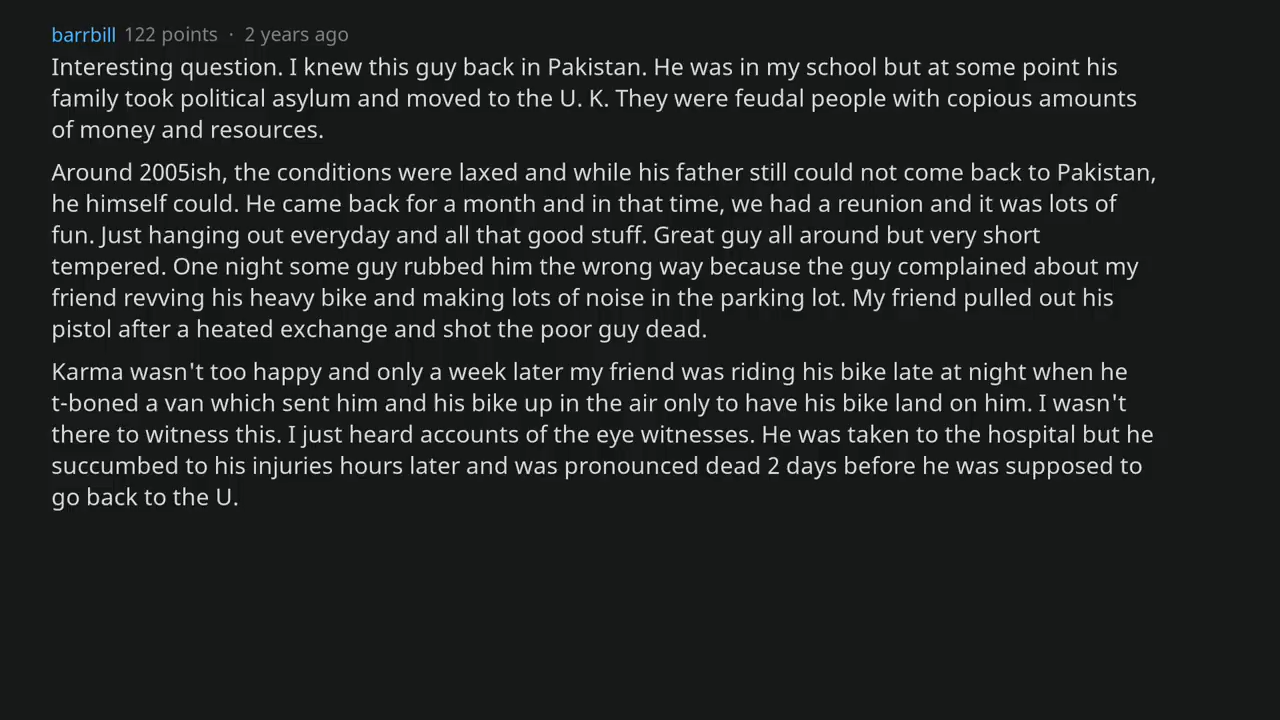 barrbill 122 points · 2 years ago
Interesting question. I knew this guy back in Pakistan. He was in my school but at some point his
family took political asylum and moved to the U. K. They were feudal people with copious amounts
of money and resources.
Around 2005ish, the conditions were laxed and while his father still could not come back to Pakistan,
he himself could. He came back for a month and in that time, we had a reunion and it was lots of
fun. Just hanging out everyday and all that good stuff. Great guy all around but very short
tempered. One night some guy rubbed him the wrong way because the guy complained about my
friend revving his heavy bike and making lots of noise in the parking lot. My friend pulled out his
pistol after a heated exchange and shot the poor guy dead.
Karma wasn't too happy and only a week later my friend was riding his bike late at night when he
t-boned a van which sent him and his bike up in the air only to have his bike land on him. I wasn't
there to witness this. I just heard accounts of the eye witnesses. He was taken to the hospital but he
succumbed to his injuries hours later and was pronounced dead 2 days before he was supposed to
go back to the U.